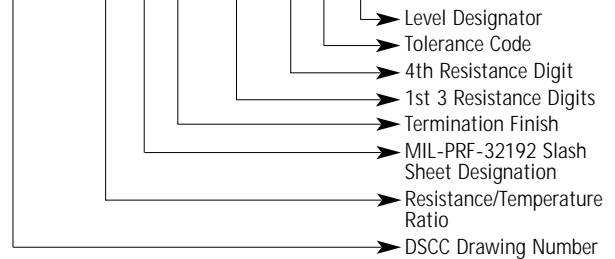 Level Designator
Tolerance Code
4th Resistance Digit
1st 3 Resistance Digits
Termination Finish
MIL-PRF-32192 Slash
Sheet Designation
Resistance/Temperature
Ratio
DSCC Drawing Number